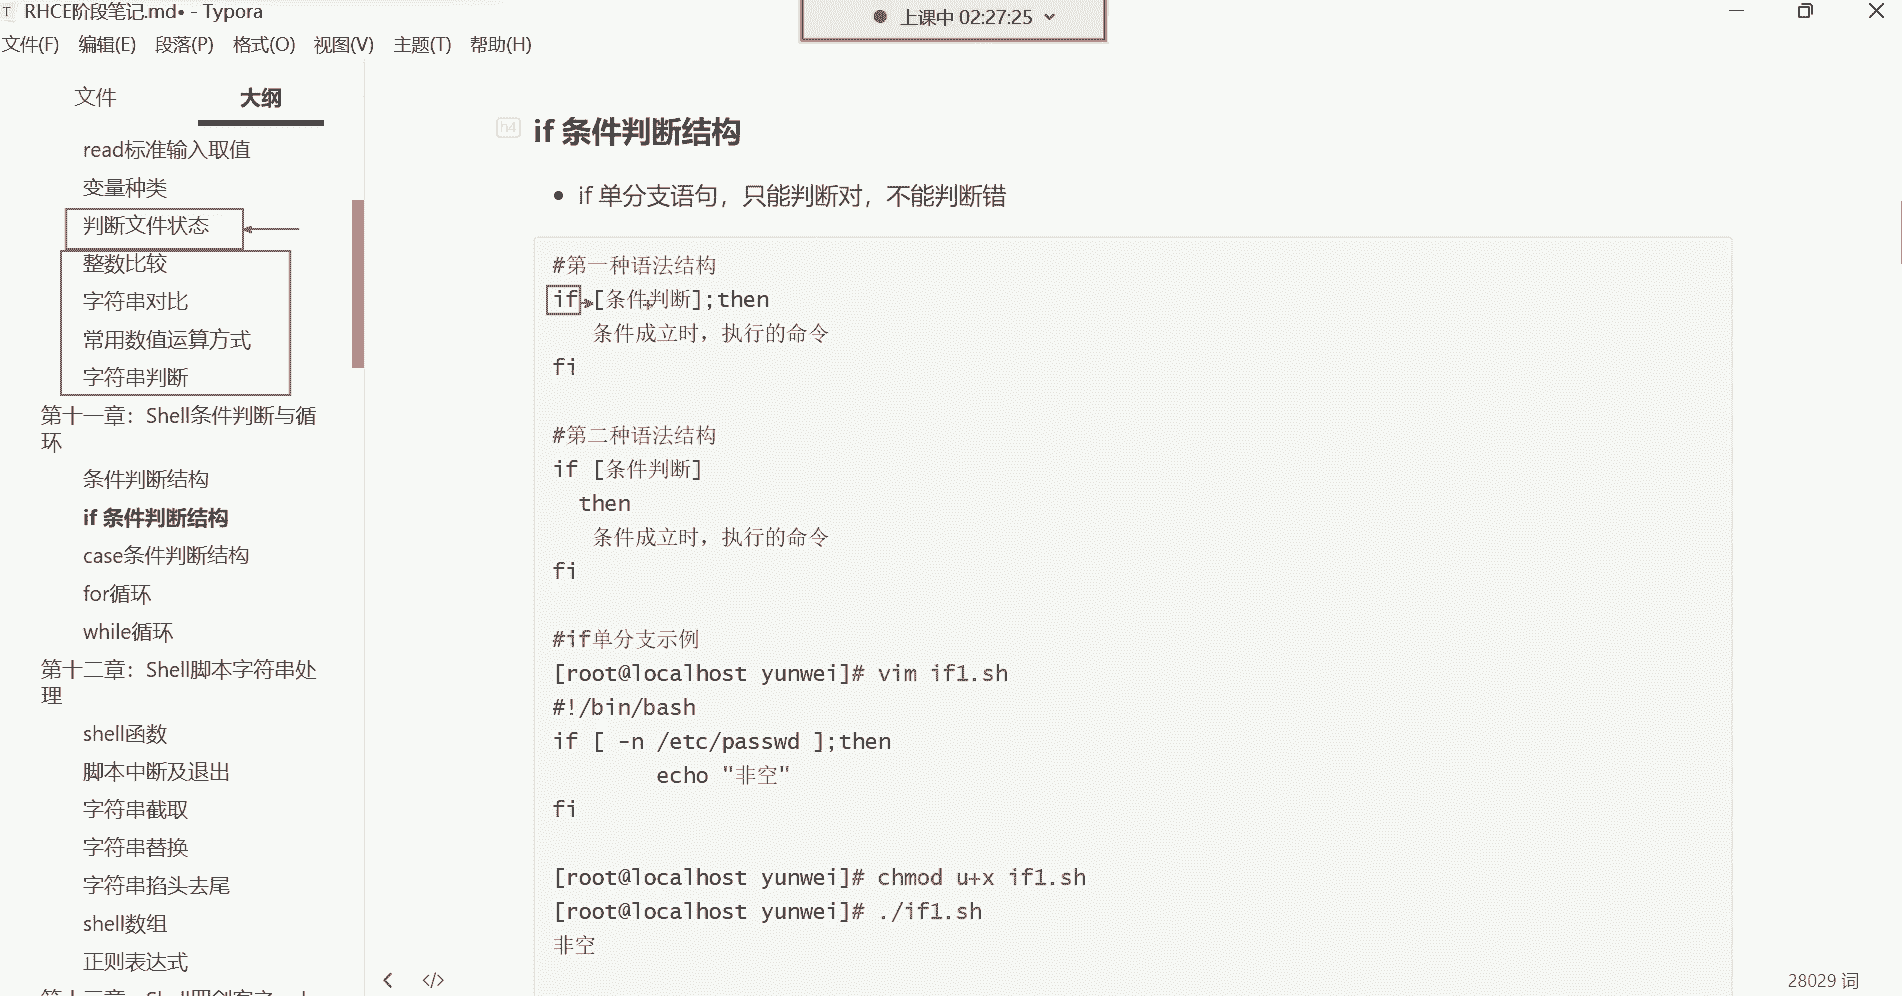 RHCE阶段笔记.md• - Typora
上课中 02:27:25
文件(F) 编辑(E) 段落(P) 格式(O) 视图(V) 主题(T) 帮助(H)
文件 大纲
read标准输入取值
变量种类
判断文件状态
整数比较
字符串对比
常用数值运算方式
字符串判断
第十一章：Shell条件判断与循
环
条件判断结构
if 条件判断结构
case条件判断结构
for循环
while循环
第十二章：Shell脚本字符串处
理
shell函数
脚本中断及退出
字符串截取
字符串替换
字符串掐头去尾
shell数组
正则表达式
h4
if 条件判断结构
if 单分支语句，只能判断对，不能判断错
#第一种语法结构
if [条件判断];then
条件成立时，执行的命令
fi
#第二种语法结构
if [条件判断]
then
条件成立时，执行的命令
fi
#if单分支示例
[root@localhost yunwei]# vim if1.sh
#!/bin/bash
if [ -n /etc/passwd ];then
echo "非空"
fi
[root@localhost yunwei]# chmod u+x if1.sh
[root@localhost yunwei]# ./if1.sh
非空
28029 词